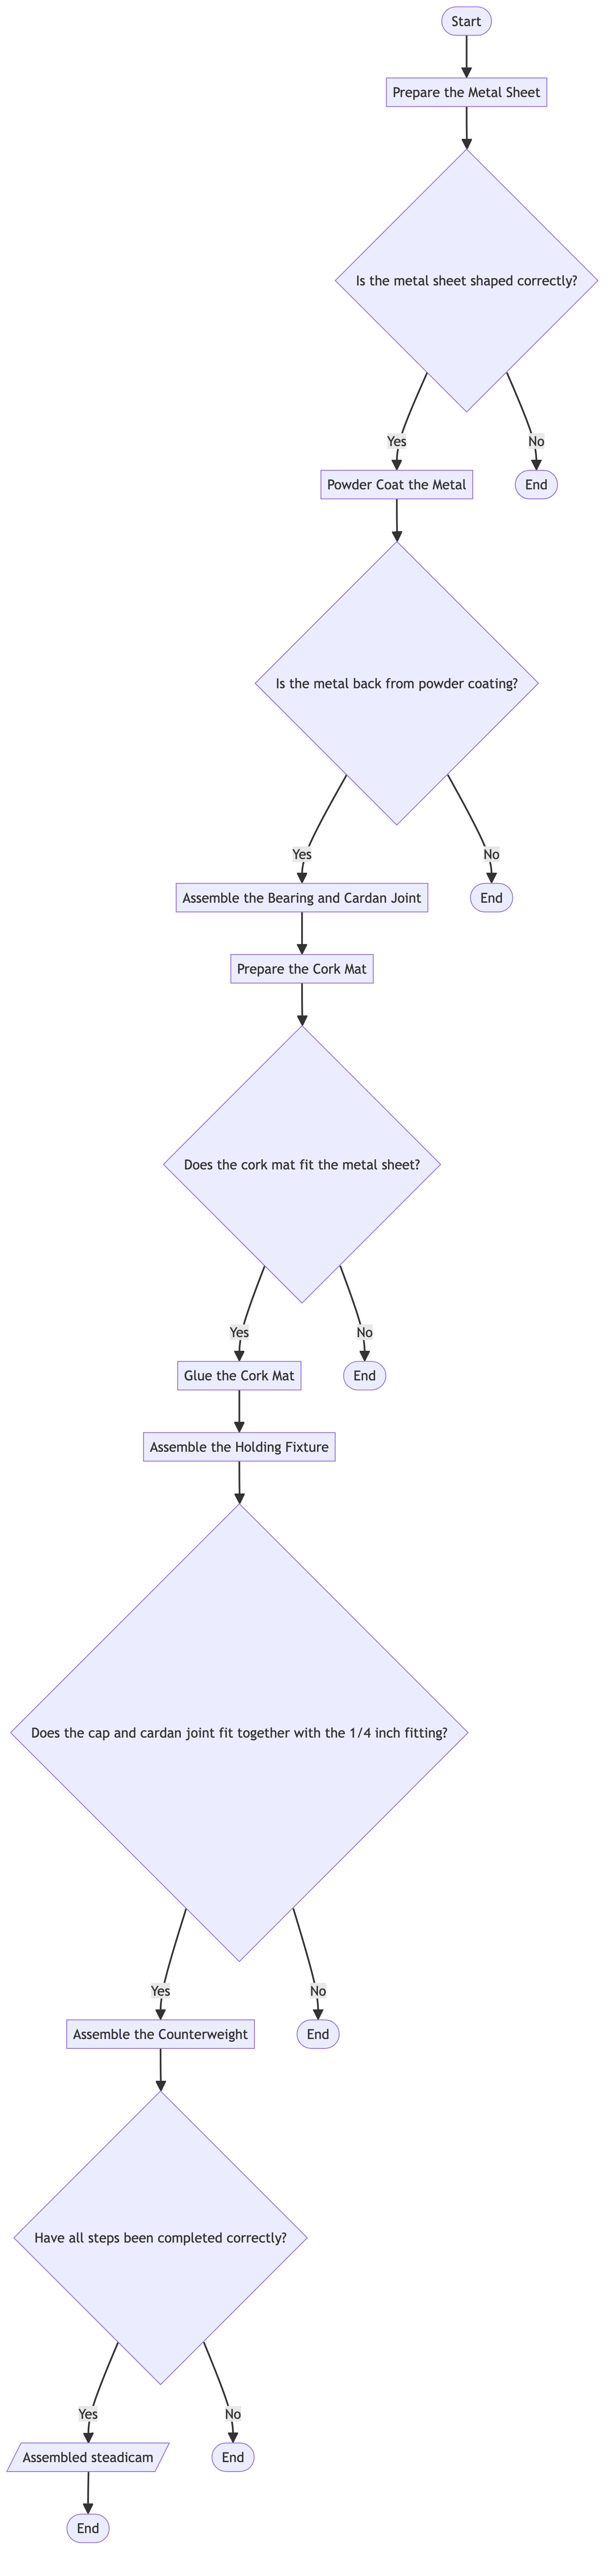 Start
Prepare the Metal Sheet
Is the metal sheet shaped correctly?
Yes
No
Powder Coat the Metal
End
Is the metal back from powder coating?
Yes
No
Assemble the Bearing and Cardan Joint
End
Prepare the Cork Mat
Does the cork mat fit the metal sheet?
Yes
No
Glue the Cork Mat
End
Assemble the Holding Fixture
Does the cap and cardan joint fit together with the 1/4 inch fitting?
Yes
No
Assemble the Counterweight
End
Have all steps been completed correctly?
Yes
No
Assembled steadicam
End
End